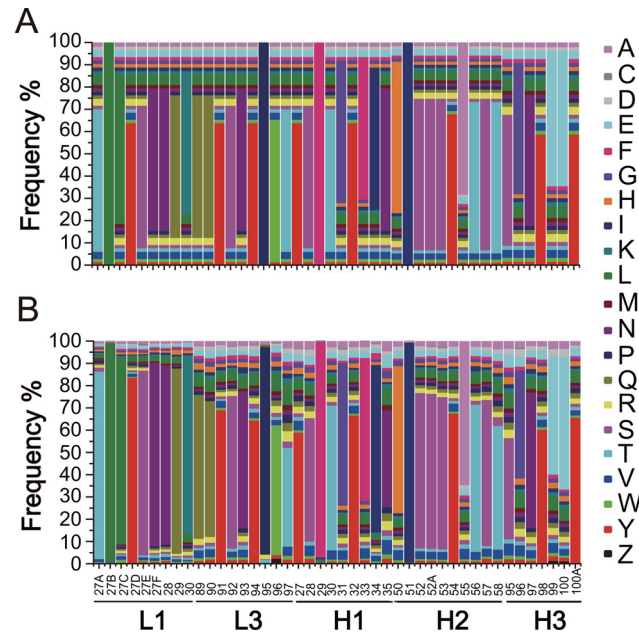 A
Frequency %
100
90
80
70
60
50
40
30
20
10
0
B
Frequency %
100
90
80
70
60
50
40
30
20
10
0
27A 27B 27C 27D 27E 27F 28 29 30 89 90 91 92 93 94 95 96 97 27 28 29 30 31 32 33 34 35 50 51 52 52A 53 54 55 56 57 58 95 96 97 98 99 100 100A
L1 L3 H1 H2 H3
A
C
D
E
F
G
H
I
K
L
M
N
P
Q
R
S
T
V
W
Y
Z